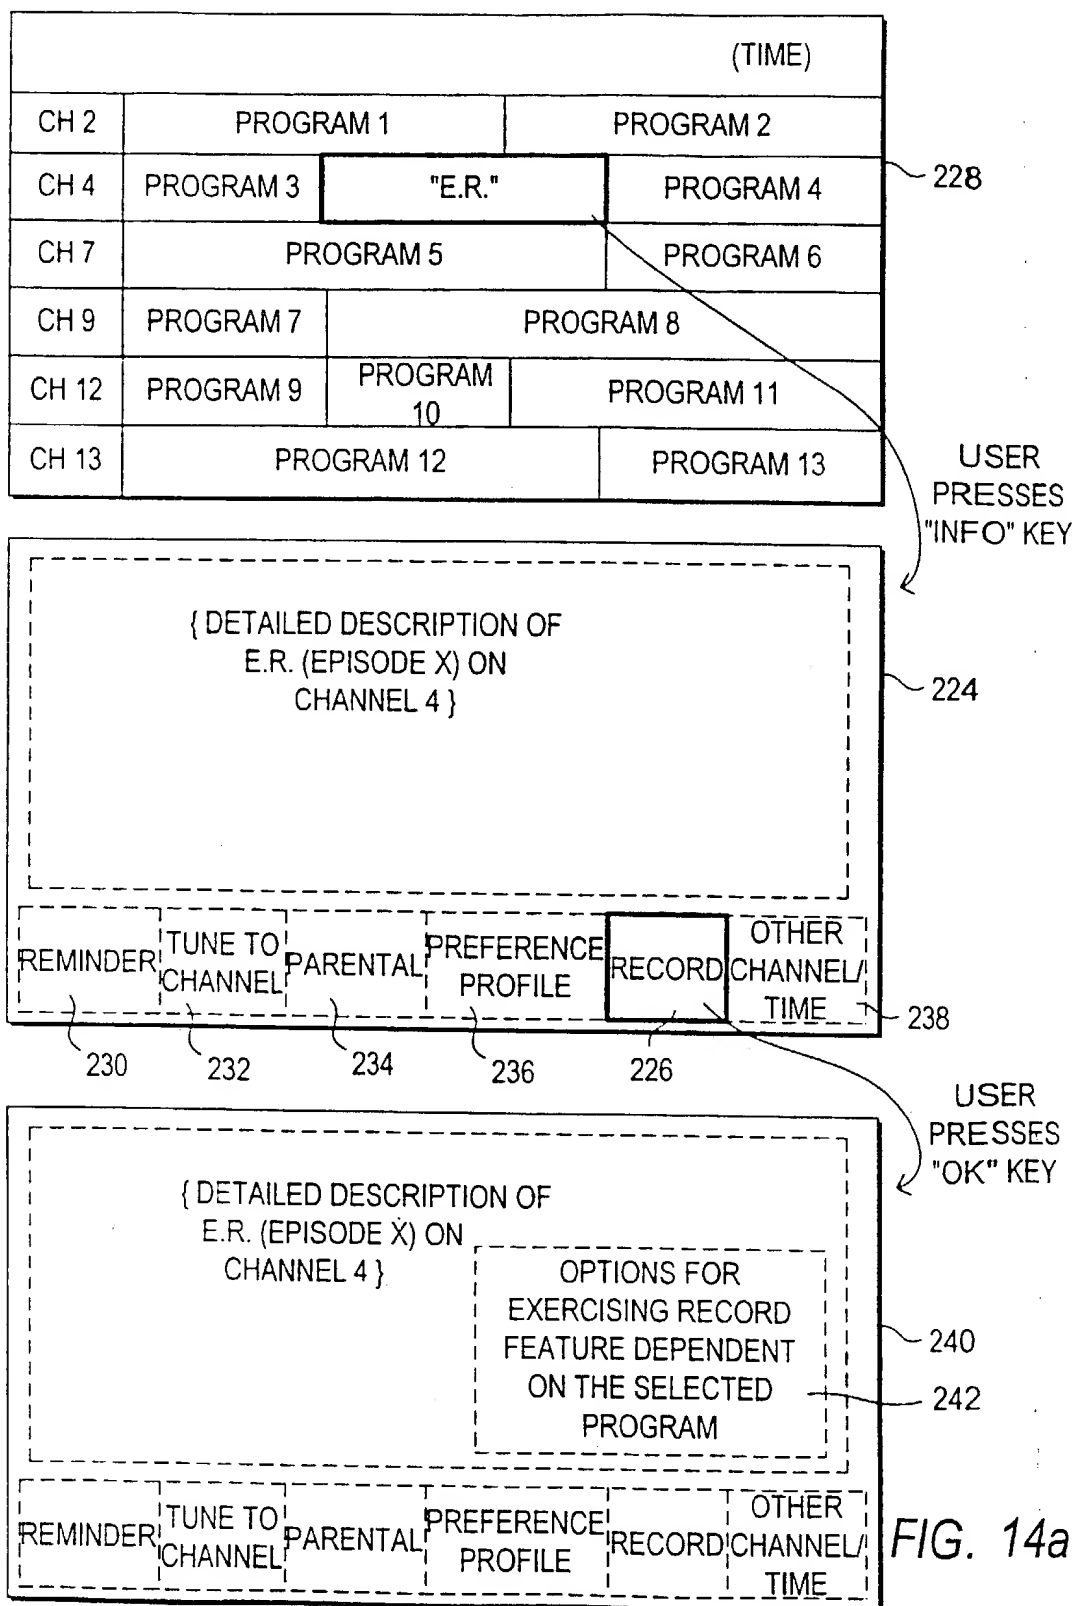 (TIME)
CH 2 PROGRAM 1 PROGRAM 2
CH 4 PROGRAM 3 "E.R." PROGRAM 4
228
CH 7 PROGRAM 5 PROGRAM 6
CH 9 PROGRAM 7 PROGRAM 8
CH 12 PROGRAM 9 PROGRAM 10 PROGRAM 11
CH 13 PROGRAM 12 PROGRAM 13
USER
PRESSES
"INFO" KEY
{ DETAILED DESCRIPTION OF
E.R. (EPISODE X) ON
CHANNEL 4 }
224
REMINDER
TUNE TO
CHANNEL
PARENTAL
PREFERENCE
PROFILE
RECORD
OTHER
CHANNEL/
TIME
238
230 232 234 236 226
USER
PRESSES
"OK" KEY
{ DETAILED DESCRIPTION OF
E.R. (EPISODE X) ON
CHANNEL 4 }
OPTIONS FOR
EXERCISING RECORD
FEATURE DEPENDENT
ON THE SELECTED
PROGRAM
240
242
REMINDER
TUNE TO
CHANNEL
PARENTAL
PREFERENCE
PROFILE
RECORD
OTHER
CHANNEL/
TIME
FIG. 14a